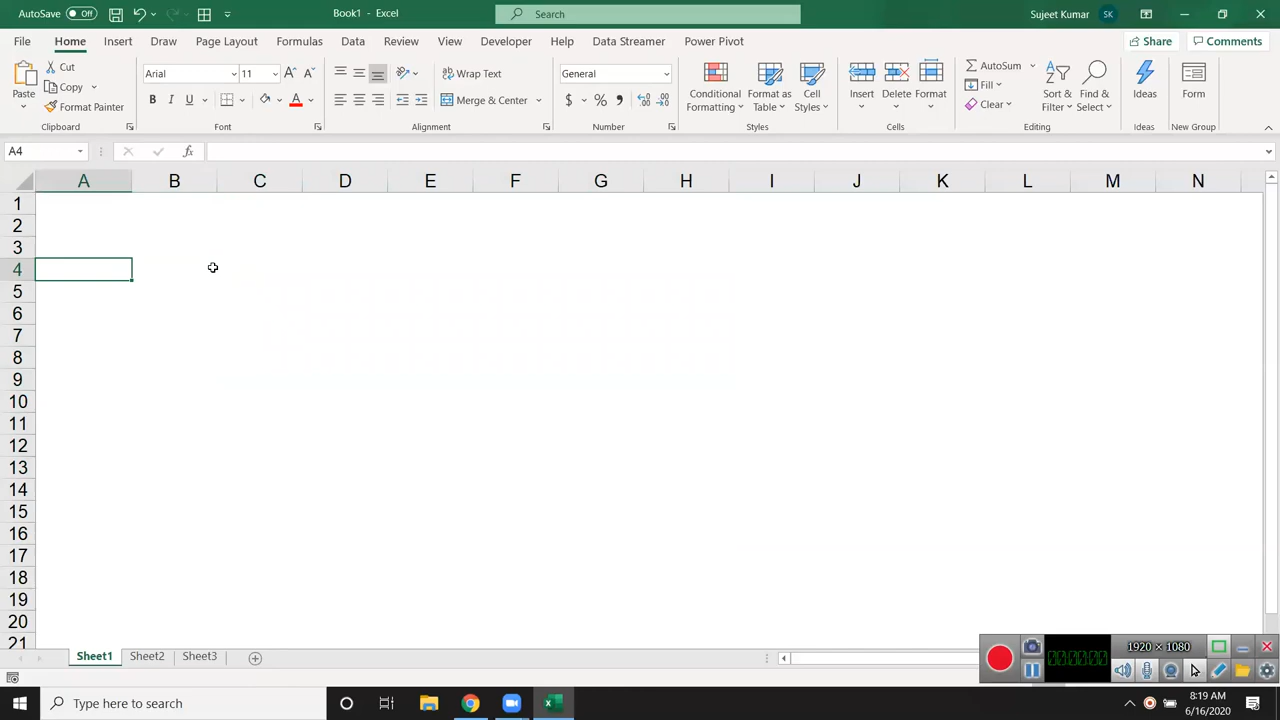 AutoSave Off Book1 - Excel Search Sujeet Kumar SK
File Home Insert Draw Page Layout Formulas Data Review View Developer Help Data Streamer Power Pivot Share Comments
Paste Cut Copy Format Painter
Clipboard
Arial 11
B I U
Font
Wrap Text
Merge & Center
Alignment
General
$ % ,
Number
Conditional Formatting Format as Table Cell Styles
Styles
Insert Delete Format
Cells
AutoSum Fill Clear Sort & Filter Find & Select
Editing
Ideas
Ideas
Form
New Group
A4 fx
A B C D E F G H I J K L M N
1
2
3
4
5
6
7
8
9
10
11
12
13
14
15
16
17
18
19
20
21
1920 × 1080
00:00:00
Sheet1 Sheet2 Sheet3
Type here to search
8:19 AM
6/16/2020